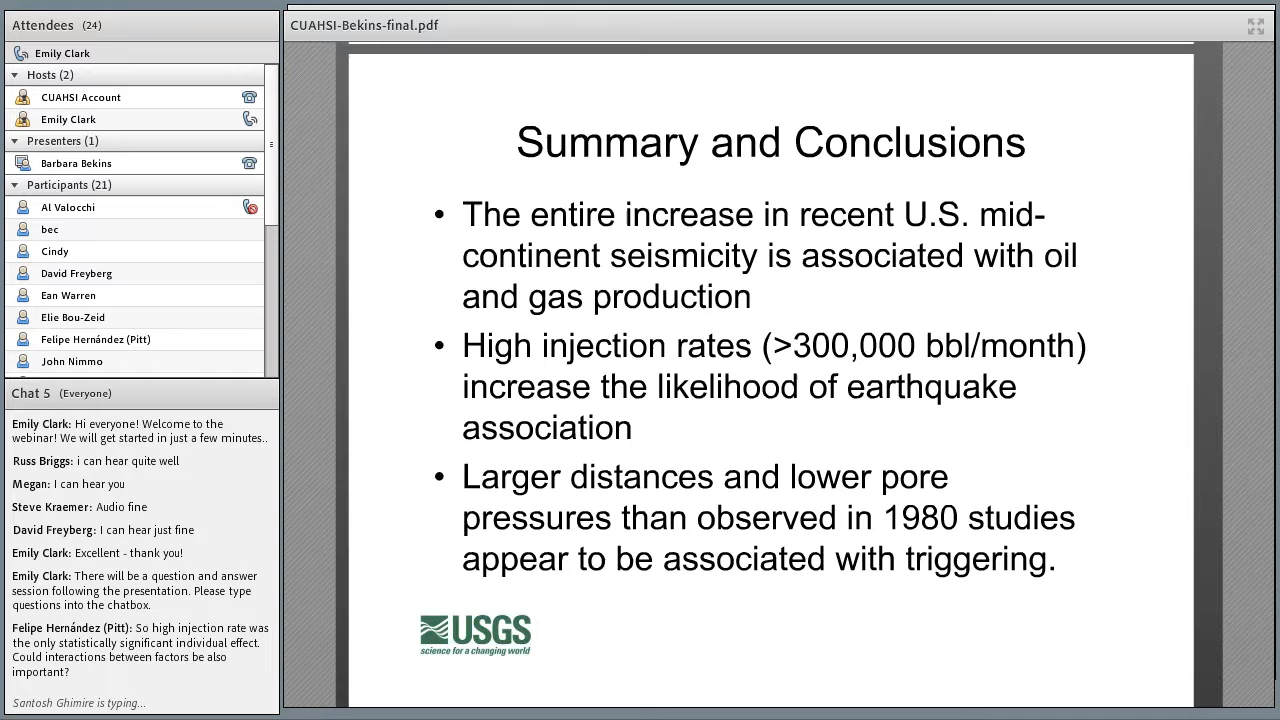 Attendees (24)
Emily Clark
Hosts (2)
CUAHSI Account
Emily Clark
Presenters (1)
Barbara Bekins
Participants (21)
Al Valocchi
bec
Cindy
David Freyberg
Ean Warren
Elie Bou-Zeid
Felipe Hernández (Pitt)
John Nimmo
Chat 5 (Everyone)
Emily Clark: Hi everyone! Welcome to the
webinar! We will get started in just a few minutes..
Russ Briggs: i can hear quite well
Megan: I can hear you
Steve Kraemer: Audio fine
David Freyberg: I can hear just fine
Emily Clark: Excellent - thank you!
Emily Clark: There will be a question and answer
session following the presentation. Please type
questions into the chatbox.
Felipe Hernández (Pitt): So high injection rate was
the only statistically significant individual effect.
Could interactions between factors be also
important?
Santosh Ghimire is typing...
CUAHSI-Bekins-final.pdf
Summary and Conclusions
• The entire increase in recent U.S. mid-
continent seismicity is associated with oil
and gas production
• High injection rates (>300,000 bbl/month)
increase the likelihood of earthquake
association
• Larger distances and lower pore
pressures than observed in 1980 studies
appear to be associated with triggering.
USGS
science for a changing world